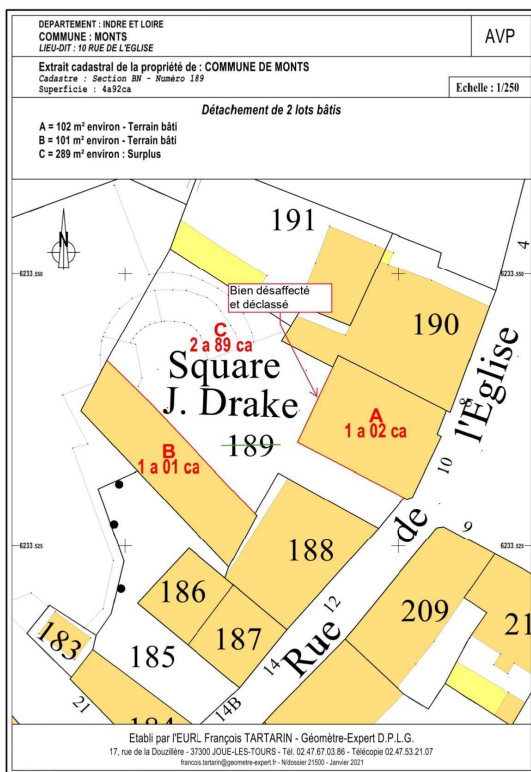 DEPARTEMENT : INDRE ET LOIRE
COMMUNE : MONTS
LIEU-DIT : 10 RUE DE L'EGLISE
AVP
Extrait cadastral de la propriété de : COMMUNE DE MONTS
Cadastre : Section BN - Numéro 189
Superficie : 4a92ca
Echelle : 1/250
Détachement de 2 lots bâtis
A = 102 m² environ - Terrain bâti
B = 101 m² environ - Terrain bâti
C = 289 m² environ : Surplus
N
191
4
6233.550
6233.550
Bien désaffecté
et déclassé
190
C
2 a 89 ca
Square
J. Drake
189
8
l'Eglise
A
1 a 02 ca
B
1 a 01 ca
10
de
9
6233.525
6233.525
188
186
12
209
21
187
Rue
183
185
14
184
21
14B
Etabli par l'EURL François TARTARIN - Géomètre-Expert D.P.L.G.
17, rue de la Douzillère - 37300 JOUE-LES-TOURS - Tél. 02.47.67.03.86 - Télécopie 02.47.53.21.07
francois.tartarin@geometre-expert.fr - N/dossier 21500 - Janvier 2021